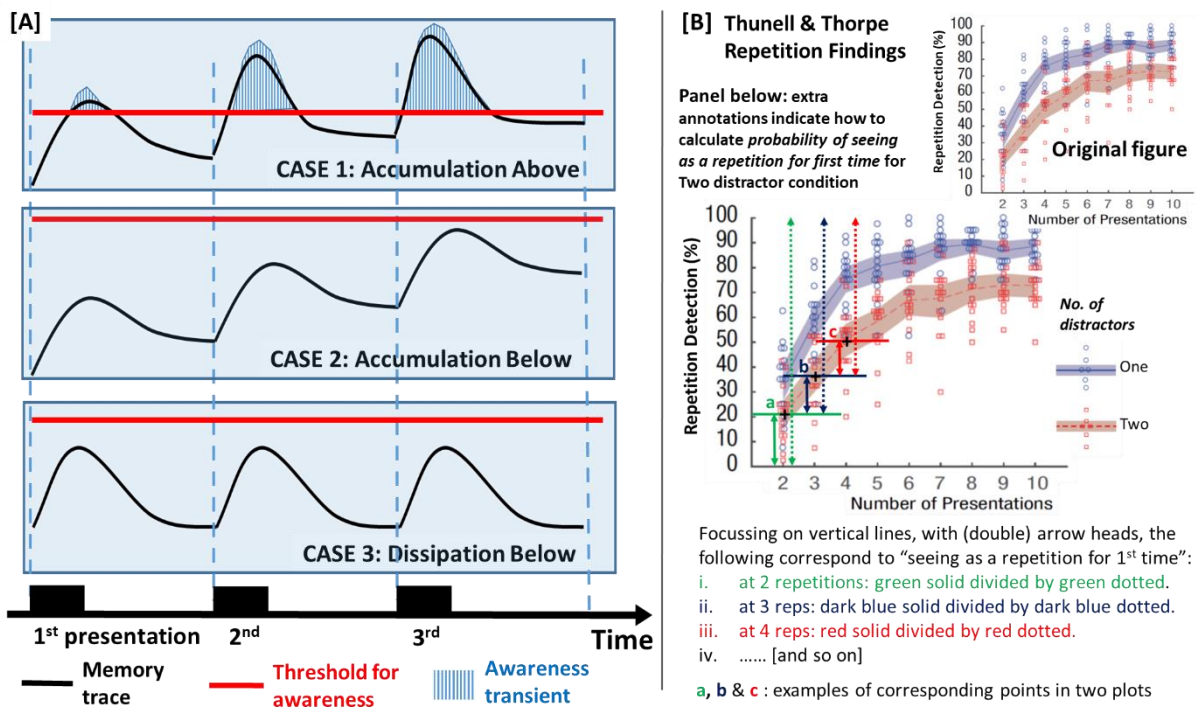 [A]
CASE 1: Accumulation Above
CASE 2: Accumulation Below
CASE 3: Dissipation Below
1st presentation
2nd
3rd
Time
Memory
trace
Threshold for
awareness
Awareness
transient
[B] Thunell & Thorpe
Repetition Findings
Panel below: extra
annotations indicate how to
calculate probability of seeing
as a repetition for first time for
Two distractor condition
Repetition Detection (%)
100
90
80
70
60
50
40
30
20
10
0
Original figure
2 3 4 5 6 7 8 9 10
Number of Presentations
Repetition Detection (%)
100
90
80
70
60
50
40
30
20
10
0
a
b
c
2 3 4 5 6 7 8 9 10
Number of Presentations
No. of
distractors
One
Two
Focussing on vertical lines, with (double) arrow heads, the
following correspond to “seeing as a repetition for 1st time”:
i. at 2 repetitions: green solid divided by green dotted.
ii. at 3 reps: dark blue solid divided by dark blue dotted.
iii. at 4 reps: red solid divided by red dotted.
iv. …… [and so on]
a, b & c : examples of corresponding points in two plots